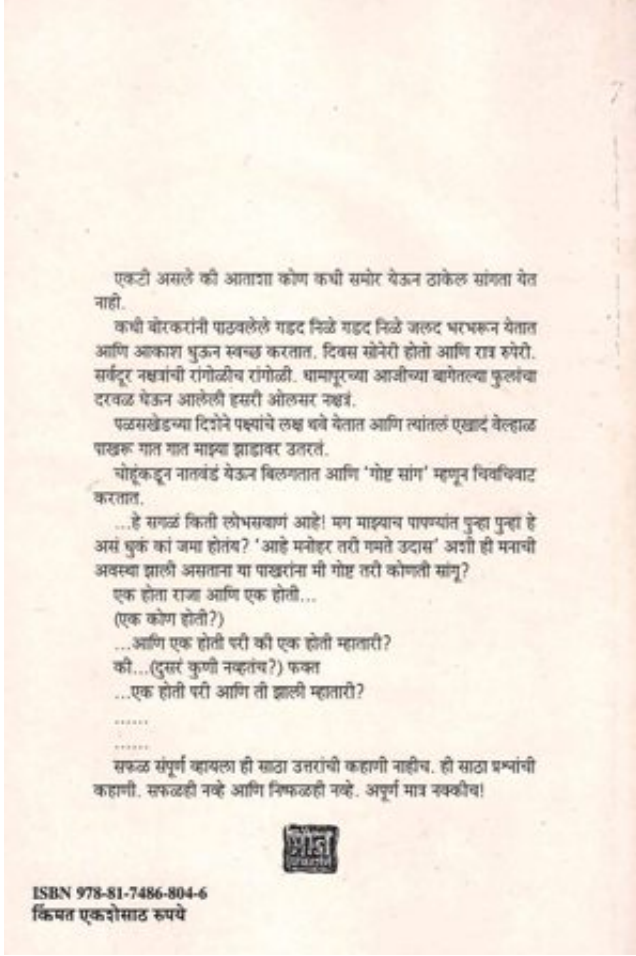 एकटी असले की आताशा कोण कधी समोर येऊन ठाकेल सांगता येत
नाही.
कधी बोरकरांनी पाठवलेले गडद निळे गडद निळे जलद भरभरून येतात
आणि आकाश धुऊन स्वच्छ करतात. दिवस सोनेरी होतो आणि रात्र रुपेरी.
सर्वदूर नक्षत्रांची रांगोळीच रांगोळी. धामापूरच्या आजीच्या बागेतल्या फुलांचा
दरवळ घेऊन आलेली हसरी ओलसर नक्षत्रं.
पळसखेडच्या दिशेने पक्ष्यांचे लक्ष थवे येतात आणि त्यांतलं एखादं वेल्हाळ
पाखरू गात गात माझ्या झाडावर उतरतं.
चोहूंकडून नातवंडं येऊन बिलगतात आणि 'गोष्ट सांग' म्हणून चिवचिवाट
करतात.
...हे सगळं किती लोभसवाणं आहे! मग माझ्याच पापण्यांत पुन्हा पुन्हा हे
असं धुकं कां जमा होतंय? 'आहे मनोहर तरी गमते उदास' अशी ही मनाची
अवस्था झाली असताना या पाखरांना मी गोष्ट तरी कोणती सांगू?
एक होता राजा आणि एक होती...
(एक कोण होती?)
...आणि एक होती परी की एक होती म्हातारी?
की...(दुसरं कुणी नव्हतंच?) फक्त
...एक होती परी आणि ती झाली म्हातारी?
......
......
सफळ संपूर्ण व्हायला ही साठा उत्तरांची कहाणी नाहीच. ही साठा प्रश्नांची
कहाणी. सफळही नव्हे आणि निष्फळही नव्हे. अपूर्ण मात्र नक्कीच!
मौज
प्रकाशन
ISBN 978-81-7486-804-6
किंमत एकशेसाठ रुपये